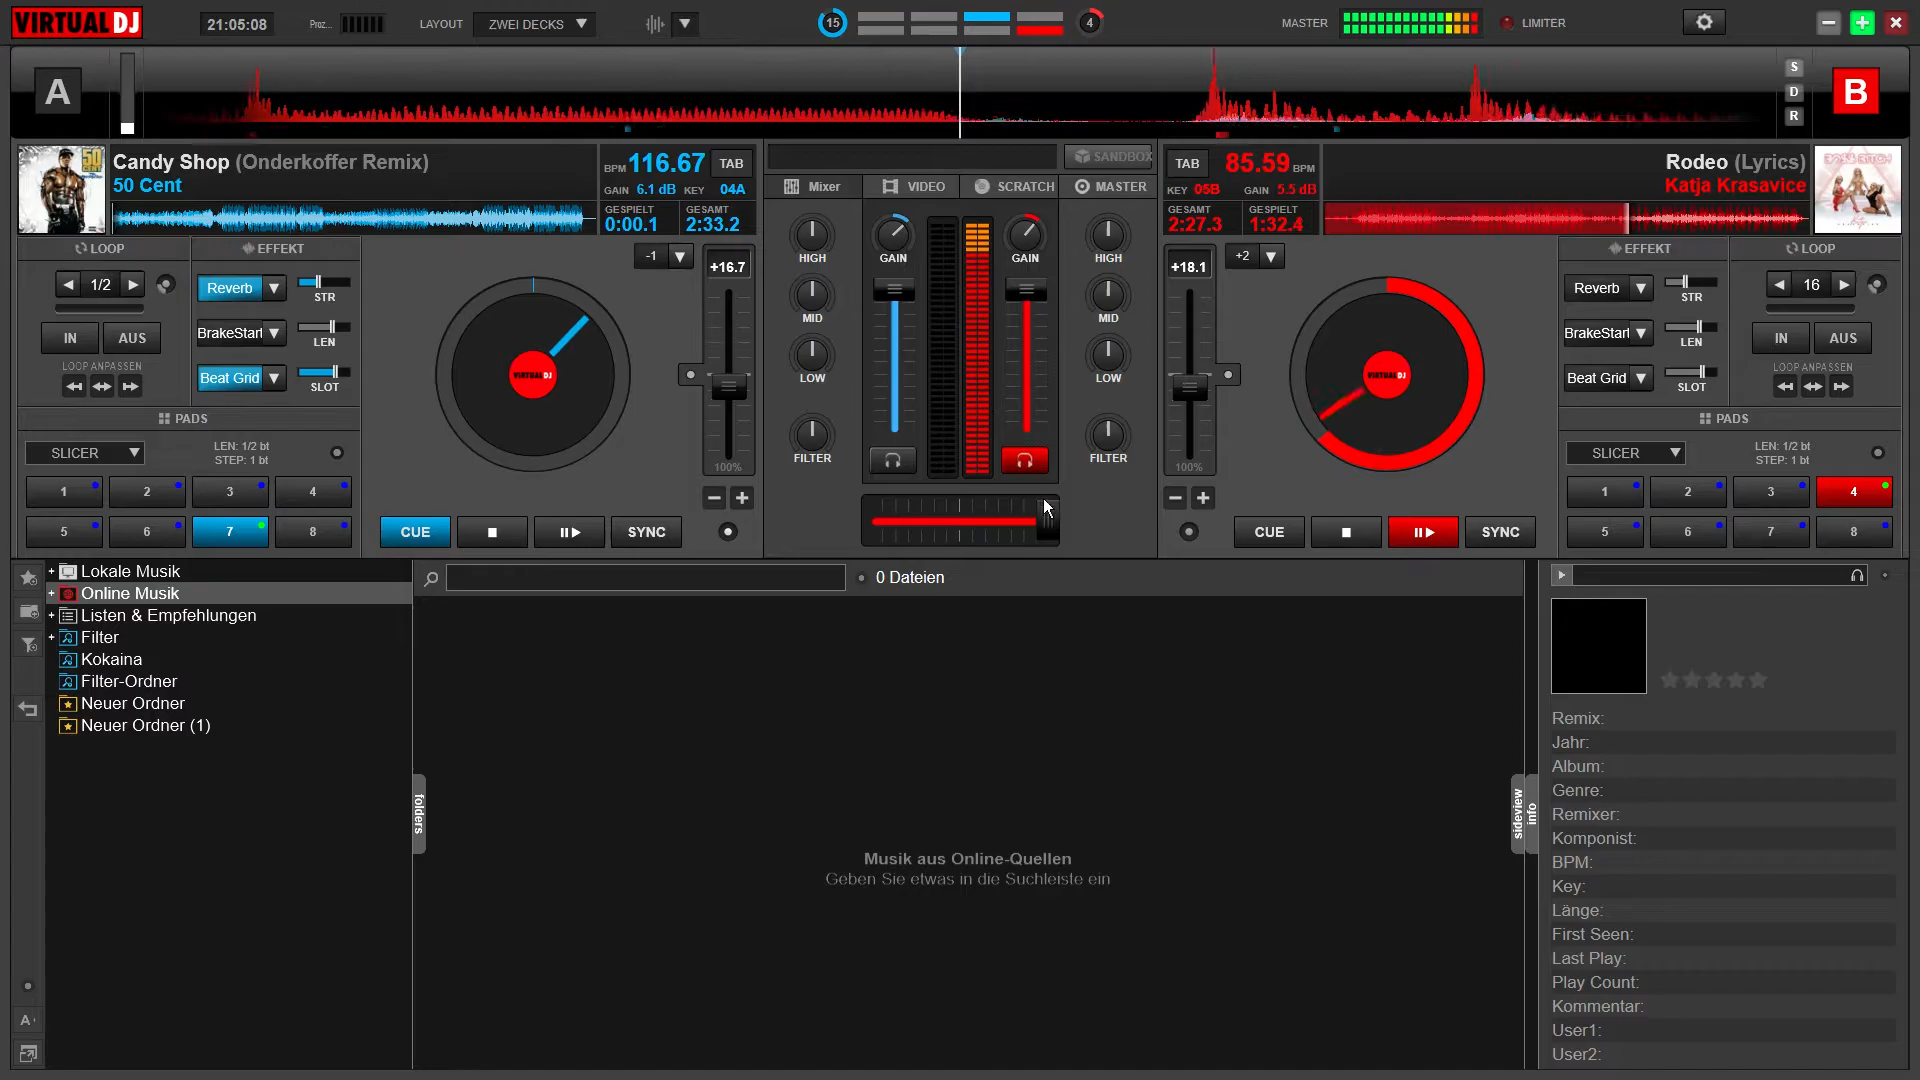 VIRTUAL DJ
21:05:08
Proz...
LAYOUT
ZWEI DECKS
15
4
MASTER
LIMITER
A
S
D
R
B
Candy Shop (Onderkoffer Remix)
50 Cent
BPM 116.67 TAB
GAIN 6.1 dB KEY 04A
GESPIELT
0:00.1
GESAMT
2:33.2
SANDBOX
Mixer
VIDEO
SCRATCH
MASTER
TAB 85.59 BPM
KEY 05B GAIN 5.5 dB
GESAMT
2:27.3
GESPIELT
1:32.4
Rodeo (Lyrics)
Katja Krasavice
LOOP
1/2
IN
AUS
LOOP ANPASSEN
EFFEKT
Reverb
STR
BrakeStart
LEN
Beat Grid
SLOT
PADS
SLICER
LEN: 1/2 bt
STEP: 1 bt
1
2
3
4
5
6
7
8
-1
+16.7
100%
VIRTUAL DJ
CUE
SYNC
HIGH
MID
LOW
FILTER
GAIN
GAIN
HIGH
MID
LOW
FILTER
+2
+18.1
100%
VIRTUAL DJ
CUE
SYNC
EFFEKT
Reverb
STR
BrakeStart
LEN
Beat Grid
SLOT
LOOP
16
IN
AUS
LOOP ANPASSEN
PADS
SLICER
LEN: 1/2 bt
STEP: 1 bt
1
2
3
4
5
6
7
8
Lokale Musik
Online Musik
Listen & Empfehlungen
Filter
Kokaina
Filter-Ordner
Neuer Ordner
Neuer Ordner (1)
A
folders
0 Dateien
Musik aus Online-Quellen
Geben Sie etwas in die Suchleiste ein
sideview
info
Remix:
Jahr:
Album:
Genre:
Remixer:
Komponist:
BPM:
Key:
Länge:
First Seen:
Last Play:
Play Count:
Kommentar:
User1:
User2: